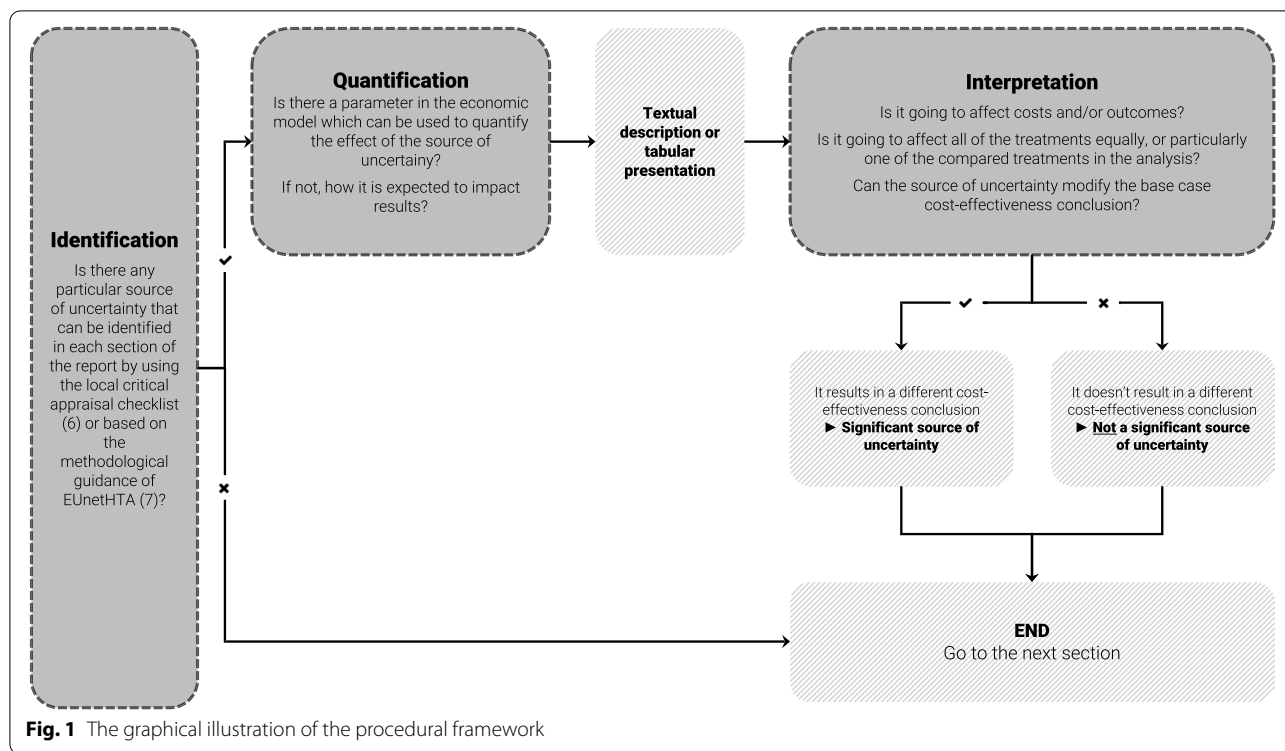 Identification
Is there any
particular source
of uncertainty that
can be identified
in each section of
the report by using
the local critical
appraisal checklist
(6) or based on
the
methodological
guidance of
EUnetHTA (7)?
Quantification
Is there a parameter in the economic
model which can be used to quantify
the effect of the source of
uncertainy?
If not, how it is expected to impact
results?
Textual
description or
tabular
presentation
Interpretation
Is it going to affect costs and/or outcomes?
Is it going to affect all of the treatments equally, or particularly
one of the compared treatments in the analysis?
Can the source of uncertainty modify the base case
cost-effectiveness conclusion?
It results in a different cost-
effectiveness conclusion
► Significant source of
uncertainty
It doesn't result in a different
cost-effectiveness conclusion
► Not a significant source
of uncertainty
END
Go to the next section
Fig. 1 The graphical illustration of the procedural framework